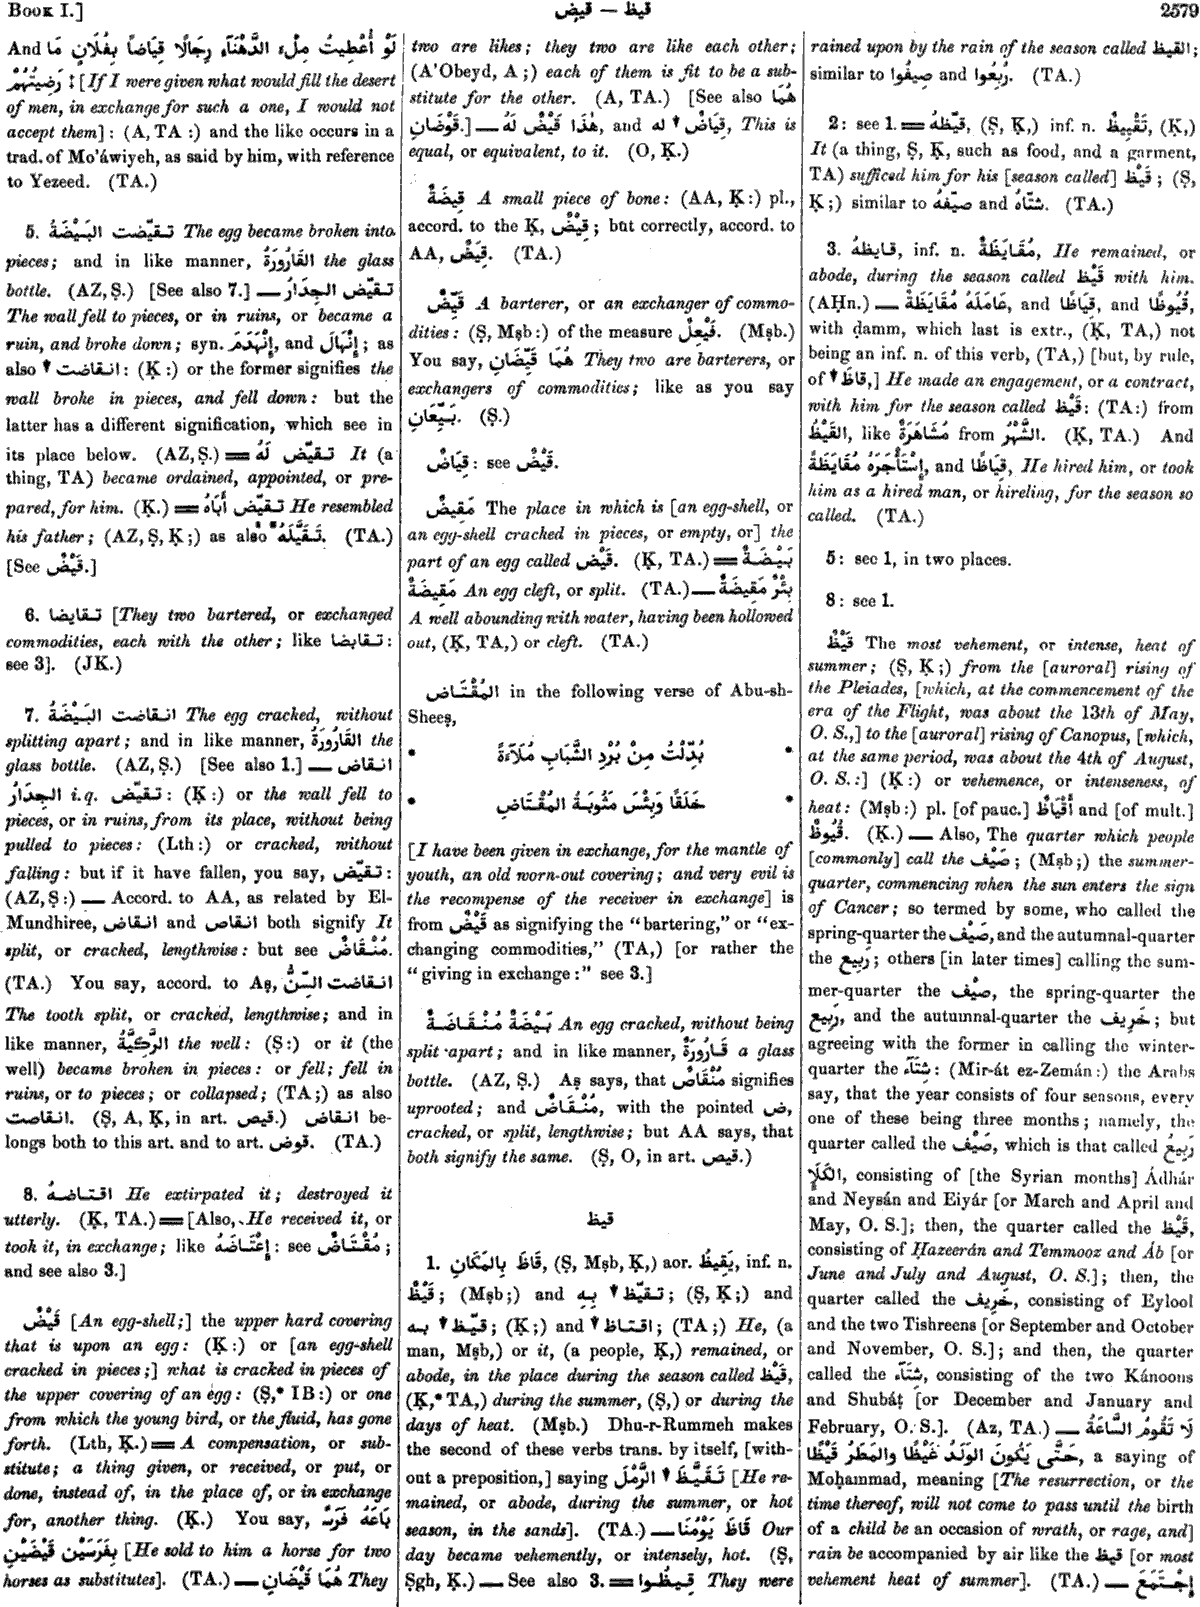 BOOK I.]
قيض — قيظ
2579
And لَوْ أُعْطِيتُ مِلْءَ الدَّهْنَآءِ رِجَالًا قِيَاضًا بِفُلَانٍ مَا
رَضِيتُهُمْ ‡ [If I were given what would fill the desert
of men, in exchange for such a one, I would not
accept them]: (A, TA:) and the like occurs in a
trad. of Mo'áwiyeh, as said by him, with reference
to Yezeed. (TA.)
5. تقيّضت البَيْضَةُ The egg became broken into
pieces; and in like manner, القَارُورَةُ the glass
bottle. (AZ, Ṣ.) [See also 7.] — تقيّض الجِدَارُ
The wall fell to pieces, or in ruins, or became a
ruin, and broke down; syn. إِنْهَدَمَ, and إِنْهَالَ; as
also ▾ انقاضت: (Ḳ:) or the former signifies the
wall broke in pieces, and fell down: but the
latter has a different signification, which see in
its place below. (AZ, Ṣ.) ═ تقيّض لَهُ It (a
thing, TA) became ordained, appointed, or pre-
pared, for him. (Ḳ.) ═ تقيّض أَبَاهُ He resembled
his father; (AZ, Ṣ, Ḳ;) as also تَقَيَّلَهُ. (TA.)
[See قَيْضٌ.]
6. تقايضا [They two bartered, or exchanged
commodities, each with the other; like تقابضا:
see 3]. (JK.)
7. انقاضت البَيْضَةُ The egg cracked, without
splitting apart; and in like manner, القَارُورَةُ the
glass bottle. (AZ, Ṣ.) [See also 1.] — انقاض
الجِدَارُ i.q. تقيّض: (Ḳ:) or the wall fell to
pieces, or in ruins, from its place, without being
pulled to pieces: (Lth:) or cracked, without
falling: but if it have fallen, you say, تقيّض:
(AZ, Ṣ:) — Accord. to AA, as related by El-
Mundhiree, انقاض and انقاص both signify It
split, or cracked, lengthwise: but see مُنْقَاضٌ.
(TA.) You say, accord. to Aṣ, انقاضت السِّنُّ
The tooth split, or cracked, lengthwise; and in
like manner, الرَّكِيَّةُ the well: (Ṣ:) or it (the
well) became broken in pieces: or fell; fell in
ruins, or to pieces; or collapsed; (TA;) as also
انقاصت. (Ṣ, A, Ḳ, in art. قيص.) انقاض be-
longs both to this art. and to art. قوض. (TA.)
8. اقتاضهُ He extirpated it; destroyed it
utterly. (Ḳ, TA.) ═ [Also, He received it, or
took it, in exchange; like إِعْتَاضَهُ: see مُقْتَاضٌ;
and see also 3.]
قَيْضٌ [An egg-shell;] the upper hard covering
that is upon an egg: (Ḳ:) or [an egg-shell
cracked in pieces;] what is cracked in pieces of
the upper covering of an egg: (Ṣ,* IB:) or one
from which the young bird, or the fluid, has gone
forth. (Lth, Ḳ.) ═ A compensation, or sub-
stitute; a thing given, or received, or put, or
done, instead of, in the place of, or in exchange
for, another thing. (Ḳ.) You say, بَاعَهُ فَرَسًا
بِفَرَسَيْنِ قَيْضَيْنِ [He sold to him a horse for two
horses as substitutes]. (TA.) — هُمَا قَيْضَانِ They
two are likes; they two are like each other;
(A'Obeyd, A;) each of them is fit to be a sub-
stitute for the other. (A, TA.) [See also هُمَا
قَوْضَانِ.] — هٰذَا قَيْضٌ لَهُ, and ▾ قِيَاضٌ له, This is
equal, or equivalent, to it. (O, Ḳ.)
قِيضَةٌ A small piece of bone: (AA, Ḳ:) pl.,
accord. to the Ḳ, قِيْضٌ; but correctly, accord. to
AA, قِيَضٌ. (TA.)
قَيِّضٌ A barterer, or an exchanger of commo-
dities: (Ṣ, Mṣb:) of the measure فَيْعِلٌ. (Mṣb.)
You say, هُمَا قَيِّضَانِ They two are barterers, or
exchangers of commodities; like as you say
بَيِّعَانِ. (Ṣ.)
قِيَاضٌ: see قَيْضٌ.
مَقِيضٌ The place in which is [an egg-shell, or
an egg-shell cracked in pieces, or empty, or] the
part of an egg called قَيْض. (Ḳ, TA.) ═ بَيْضَةٌ
مَقِيضَةٌ An egg cleft, or split. (TA.) — بِئْرٌ مَقِيضَةٌ
A well abounding with water, having been hollowed
out, (Ḳ, TA,) or cleft. (TA.)
المُقْتَاضِ in the following verse of Abu-sh-
Sheeṣ,
* بُدِّلْتُ مِنْ بُرْدِ الشَّبَابِ مُلَآءَةً *
* خَلَقًا وَبِئْسَ مَثُوبَةُ المُقْتَاضِ *
[I have been given in exchange, for the mantle of
youth, an old worn-out covering; and very evil is
the recompense of the receiver in exchange] is
from قَيْضٌ as signifying the "bartering," or "ex-
changing commodities," (TA,) [or rather the
"giving in exchange:" see 3.]
بَيْضَةٌ مُنْقَاضَةٌ An egg cracked, without being
split apart; and in like manner, قَارُورَةٌ a glass
bottle. (AZ, Ṣ.) Aṣ says, that مُنْقَاصٌ signifies
uprooted; and مُنْقَاضٌ, with the pointed ض,
cracked, or split, lengthwise; but AA says, that
both signify the same. (Ṣ, O, in art. قيص.)
قيظ
1. قَاظَ بِالمَكَانِ, (Ṣ, Mṣb, Ḳ,) aor. يَقِيظُ, inf. n.
قَيْظٌ; (Mṣb;) and ▾ تقيّظ بِهِ; (Ṣ, Ḳ;) and
▾ قيّظ به; (Ḳ;) and ▾ اقتاظ; (TA;) He, (a
man, Mṣb,) or it, (a people, Ḳ,) remained, or
abode, in the place during the season called قَيْظ,
(Ḳ,* TA,) during the summer, (Ṣ,) or during the
days of heat. (Mṣb.) Dhu-r-Rummeh makes
the second of these verbs trans. by itself, [with-
out a preposition,] saying ▾ تَقَيَّظَ الرَّمْلَ [He re-
mained, or abode, during the summer, or hot
season, in the sands]. (TA.) — قَاظَ يَوْمُنَا Our
day became vehemently, or intensely, hot. (Ṣ,
Ṣgh, Ḳ.) — See also 3. ═ قِيظُوا They were
rained upon by the rain of the season called القيظ;
similar to صِيفُوا and رُبِعُوا. (TA.)
2: see 1. ═ قَيَّظَهُ, (Ṣ, Ḳ,) inf. n. تَقْيِيظٌ, (Ḳ,)
It (a thing, Ṣ, Ḳ, such as food, and a garment,
TA) sufficed him for his [season called] قَيْظ; (Ṣ,
Ḳ;) similar to صيّفهُ and شتّاهُ. (TA.)
3. قايظهُ, inf. n. مُقَايَظَةٌ, He remained, or
abode, during the season called قَيْظ with him.
(AḤn.) — عَامَلَهُ مُقَايَظَةً, and قِيَاظًا, and قُيُوظًا,
with ḍamm, which last is extr., (Ḳ, TA,) not
being an inf. n. of this verb, (TA,) [but, by rule,
of ▾ قَاظَ,] He made an engagement, or a contract,
with him for the season called قَيْظ: (TA:) from
القَيْظُ, like مُشَاهَرَةٌ from الشَّهْرُ. (Ḳ, TA.) And
إِسْتَأْجَرَهُ مُقَايَظَةً, and قِيَاظًا, He hired him, or took
him as a hired man, or hireling, for the season so
called. (TA.)
5: see 1, in two places.
8: see 1.
قَيْظٌ The most vehement, or intense, heat of
summer; (Ṣ, Ḳ;) from the [auroral] rising of
the Pleiades, [which, at the commencement of the
era of the Flight, was about the 13th of May,
O. S.,] to the [auroral] rising of Canopus, [which,
at the same period, was about the 4th of August,
O. S.:] (Ḳ:) or vehemence, or intenseness, of
heat: (Mṣb:) pl. [of pauc.] أَقْيَاظٌ and [of mult.]
قُيُوظٌ. (Ḳ.) — Also, The quarter which people
[commonly] call the صَيْف; (Mṣb;) the summer-
quarter, commencing when the sun enters the sign
of Cancer; so termed by some, who called the
spring-quarter the صَيْف, and the autumnal-quarter
the رَبِيع; others [in later times] calling the sum-
mer-quarter the صَيْف, the spring-quarter the
رَبِيع, and the autumnal-quarter the خَرِيف; but
agreeing with the former in calling the winter-
quarter the شِتَآء: (Mir-át ez-Zemán:) the Arabs
say, that the year consists of four seasons, every
one of these being three months; namely, the
quarter called the صَيْف, which is that called رَبِيعُ
الكَلَإِ, consisting of [the Syrian months] Ádhár
and Neysán and Eiyár [or March and April and
May, O. S.]; then, the quarter called the قَيْظ,
consisting of Ḥazeerán and Temmooz and Áb [or
June and July and August, O. S.]; then, the
quarter called the خَرِيف, consisting of Eylool
and the two Tishreens [or September and October
and November, O. S.]; and then, the quarter
called the شِتَآء, consisting of the two Kánoons
and Shubáṭ [or December and January and
February, O. S.]. (Az, TA.) — لَا تَقُومُ السَّاعَةُ
حَتَّى يَكُونَ الوَلَدُ غَيْظًا وَالمَطَرُ قَيْظًا, a saying of
Moḥammad, meaning [The resurrection, or the
time thereof, will not come to pass until the birth
of a child be an occasion of wrath, or rage, and]
rain be accompanied by air like the قيظ [or most
vehement heat of summer]. (TA.) — إِجْتَمَعَ